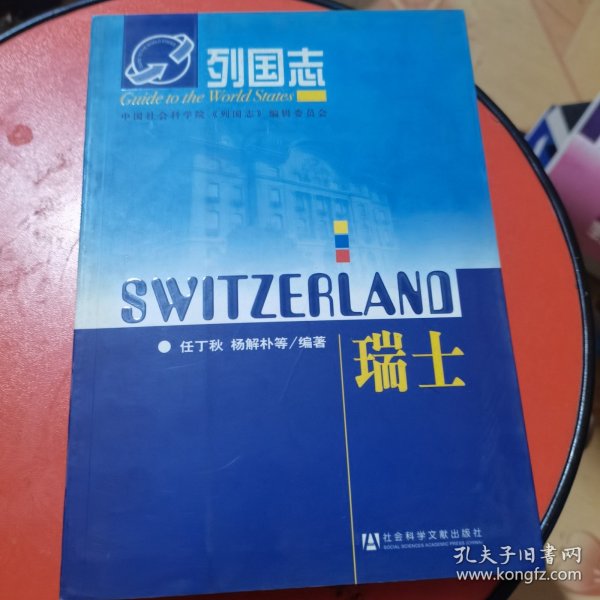 列国志
Guide to the World States
中国社会科学院《列国志》编辑委员会
SWITZERLAND
任丁秋 杨解朴等/编著
瑞士
社会科学文献出版社
SOCIAL SCIENCES ACADEMIC PRESS (CHINA)
孔夫子旧书网
www.kongfz.com